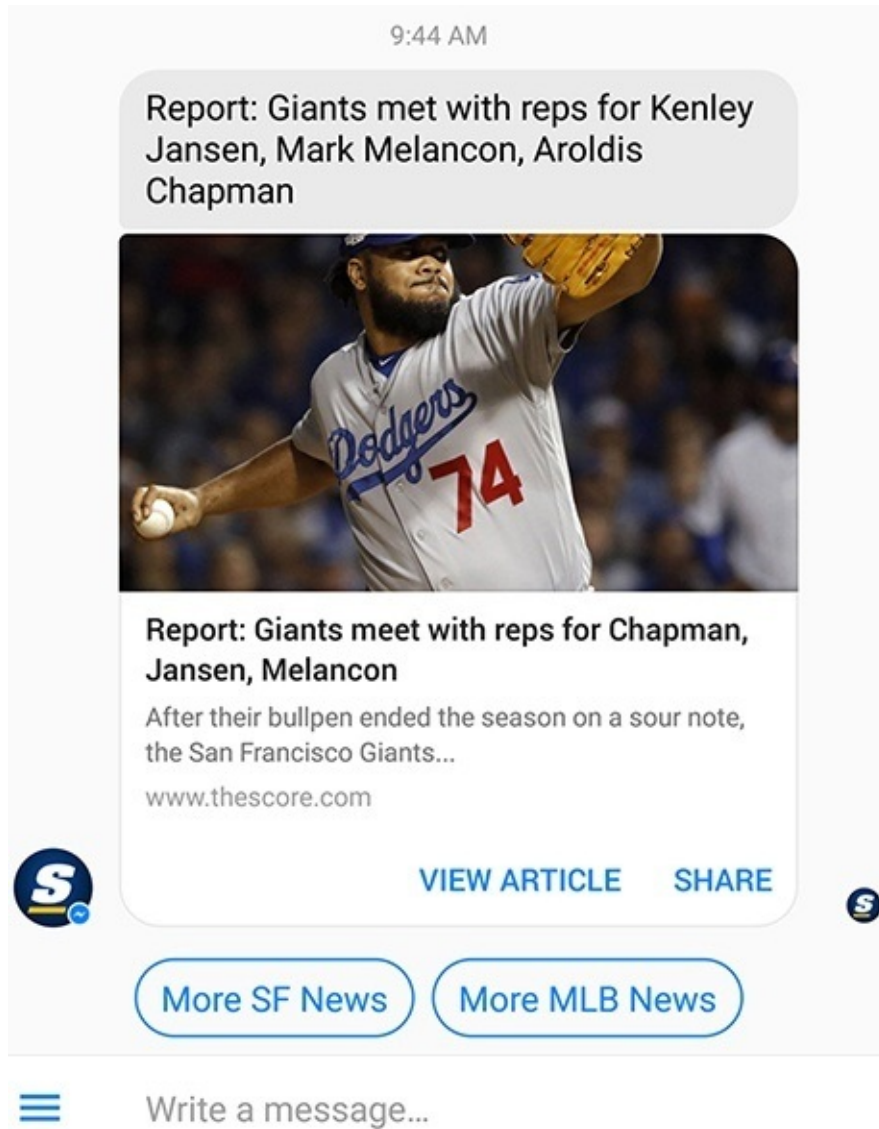 9:44 AM
Report: Giants met with reps for Kenley
Jansen, Mark Melancon, Aroldis
Chapman
Dodgers
74
Report: Giants meet with reps for Chapman,
Jansen, Melancon
After their bullpen ended the season on a sour note,
the San Francisco Giants...
www.thescore.com
VIEW ARTICLE SHARE
S
S
More SF News More MLB News
Write a message...